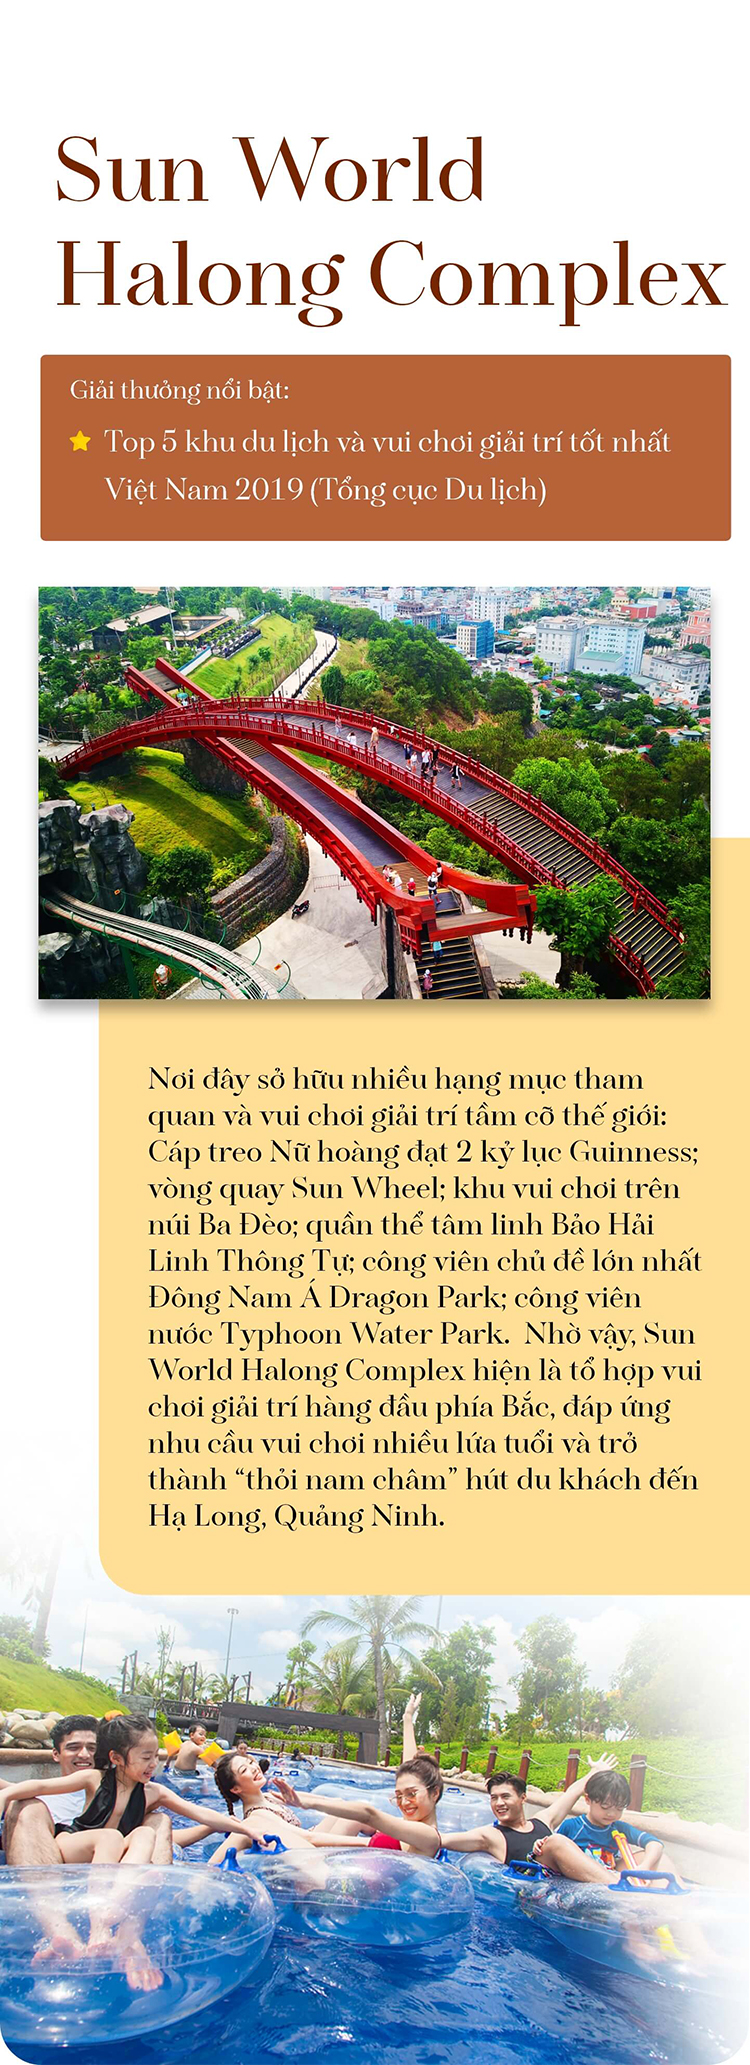 Sun World
Halong Complex
Giải thưởng nổi bật:
Top 5 khu du lịch và vui chơi giải trí tốt nhất
Việt Nam 2019 (Tổng cục Du lịch)
Nơi đây sở hữu nhiều hạng mục tham
quan và vui chơi giải trí tầm cỡ thế giới:
Cáp treo Nữ hoàng đạt 2 kỷ lục Guinness;
vòng quay Sun Wheel; khu vui chơi trên
núi Ba Đèo; quần thể tâm linh Bảo Hải
Linh Thông Tự; công viên chủ đề lớn nhất
Đông Nam Á Dragon Park; công viên
nước Typhoon Water Park.  Nhờ vậy, Sun
World Halong Complex hiện là tổ hợp vui
chơi giải trí hàng đầu phía Bắc, đáp ứng
nhu cầu vui chơi nhiều lứa tuổi và trở
thành “thỏi nam châm” hút du khách đến
Hạ Long, Quảng Ninh.